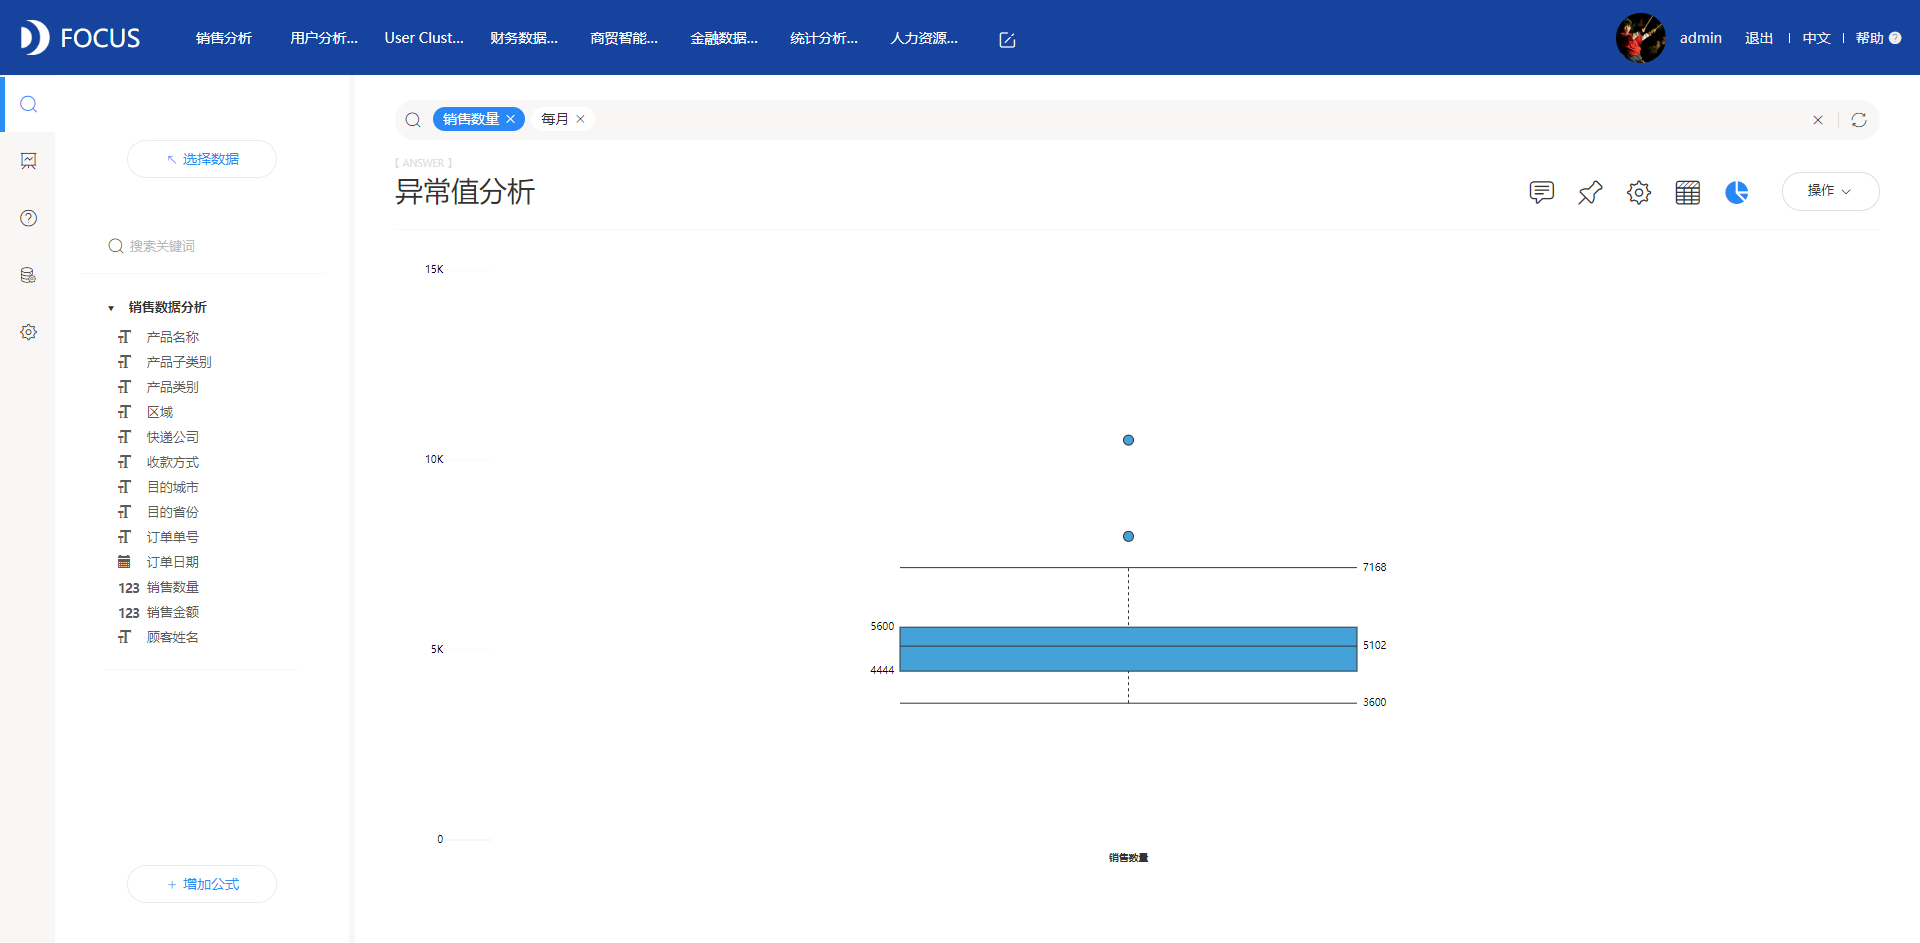 FOCUS 销售分析 用户分析... User Clust... 财务数据... 商贸智能... 金融数据... 统计分析... 人力资源... admin 退出 中文 帮助 ?
选择数据
搜索关键词
销售数据分析
产品名称
产品子类别
产品类别
区域
快递公司
收款方式
目的城市
目的省份
订单单号
订单日期
123 销售数量
123 销售金额
顾客姓名
+ 增加公式
销售数量 × 每月 ×
[ ANSWER ]
异常值分析
操作
15K
10K
5K
0
7168
5600
5102
4444
3600
销售数量